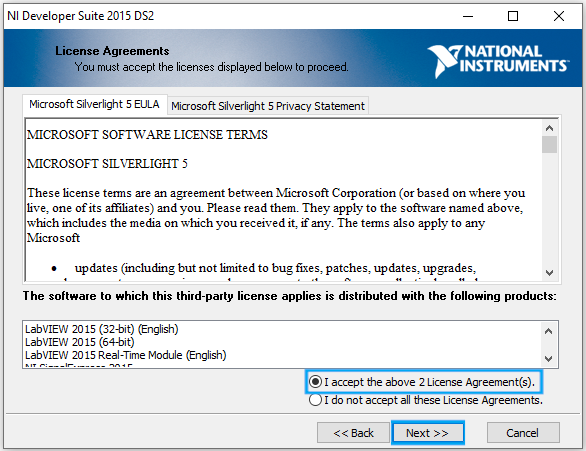 NI Developer Suite 2015 DS2
License Agreements
You must accept the licenses displayed below to proceed.
NATIONAL
INSTRUMENTS
Microsoft Silverlight 5 EULA
Microsoft Silverlight 5 Privacy Statement
MICROSOFT SOFTWARE LICENSE TERMS
MICROSOFT SILVERLIGHT 5
These license terms are an agreement between Microsoft Corporation (or based on where you
live, one of its affiliates) and you. Please read them. They apply to the software named above,
which includes the media on which you received it, if any. The terms also apply to any
Microsoft
• updates (including but not limited to bug fixes, patches, updates, upgrades,
The software to which this third-party license applies is distributed with the following products:
LabVIEW 2015 (32-bit) (English)
LabVIEW 2015 (64-bit)
LabVIEW 2015 Real-Time Module (English)
NI SignalExpress 2015
I accept the above 2 License Agreement(s).
I do not accept all these License Agreements.
<< Back
Next >>
Cancel